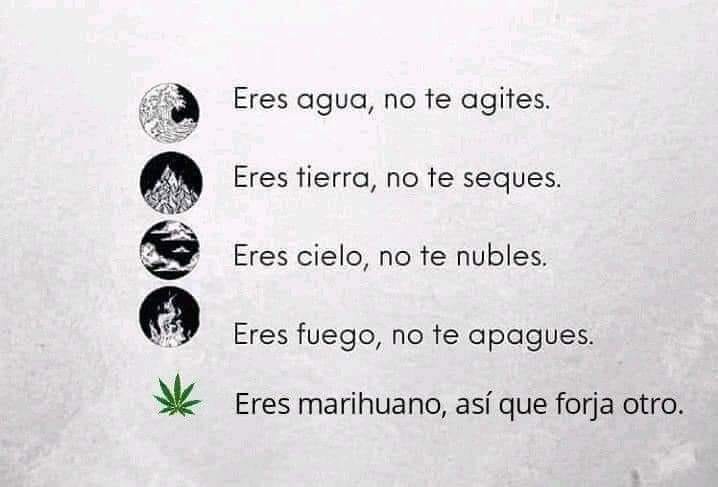 Eres agua, no te agites.
Eres tierra, no te seques.
Eres cielo, no te nubles.
Eres fuego, no te apagues.
Eres marihuano, así que forja otro.